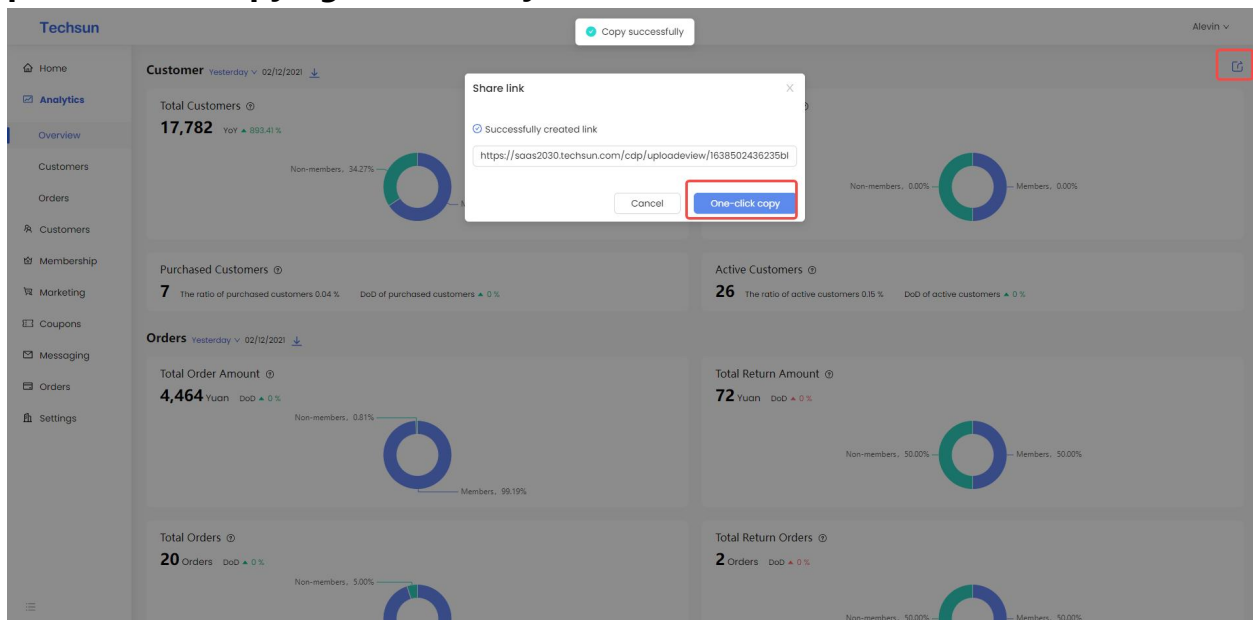 Techsun
Copy successfully
Alevin
Home
Analytics
Overview
Customers
Orders
Customers
Membership
Marketing
Coupons
Messaging
Orders
Settings
Customer Yesterday 02/12/2021
Share link
Successfully created link
https://saas2030.techsun.com/cdp/uploadeview/1638502436235bl
Cancel
One-click copy
Total Customers
17,782 YoY 893.41 %
Non-members, 34.27%
Non-members, 0.00%
Members, 0.00%
Purchased Customers
7 The ratio of purchased customers 0.04 % DoD of purchased customers 0 %
Active Customers
26 The ratio of active customers 0.15 % DoD of active customers 0 %
Orders Yesterday 02/12/2021
Total Order Amount
4,464 Yuan DoD 0 %
Non-members, 0.81%
Members, 99.19%
Total Return Amount
72 Yuan DoD 0 %
Non-members, 50.00%
Members, 50.00%
Total Orders
20 Orders DoD 0 %
Non-members, 5.00%
Total Return Orders
2 Orders DoD 0 %
Non-members, 50.00%
Members, 50.00%